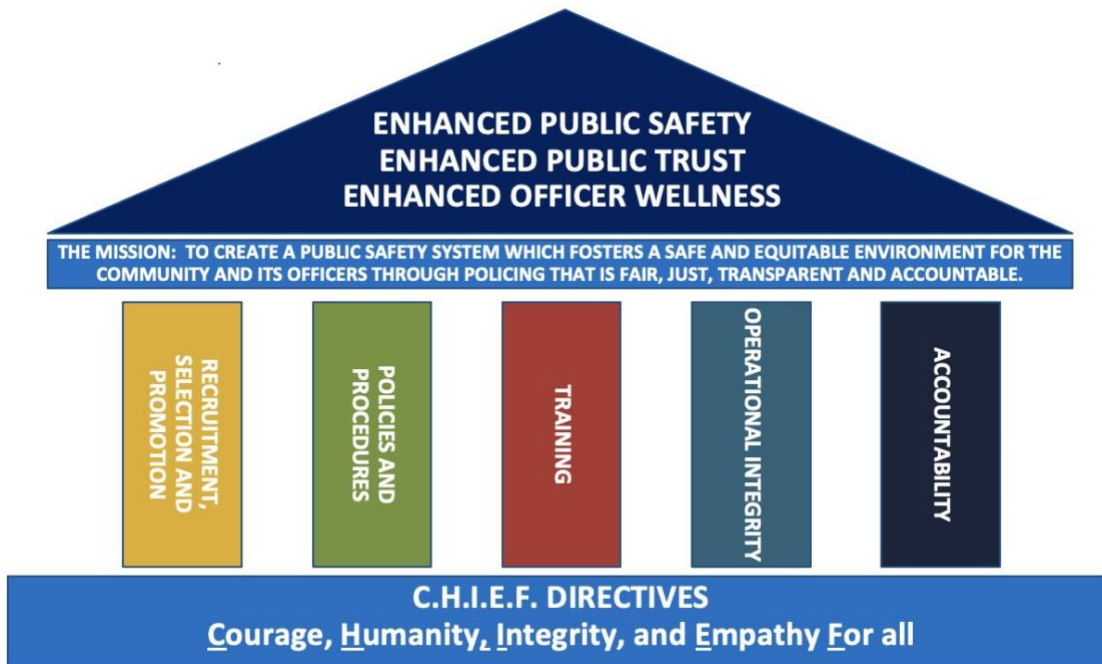 ENHANCED PUBLIC SAFETY
ENHANCED PUBLIC TRUST
ENHANCED OFFICER WELLNESS
THE MISSION:  TO CREATE A PUBLIC SAFETY SYSTEM WHICH FOSTERS A SAFE AND EQUITABLE ENVIRONMENT FOR THE
COMMUNITY AND ITS OFFICERS THROUGH POLICING THAT IS FAIR, JUST, TRANSPARENT AND ACCOUNTABLE.
RECRUITMENT,
SELECTION AND
PROMOTION
POLICIES AND
PROCEDURES
TRAINING
OPERATIONAL INTEGRITY
ACCOUNTABILITY
C.H.I.E.F. DIRECTIVES
Courage, Humanity, Integrity, and Empathy For all